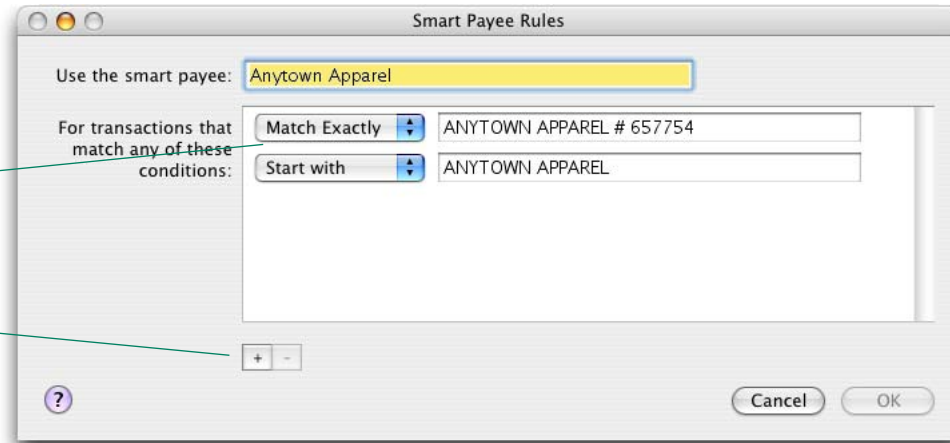 Smart Payee Rules
Use the smart payee: Anytown Apparel
For transactions that
match any of these
conditions:
Match Exactly ANYTOWN APPAREL # 657754
Start with ANYTOWN APPAREL
+ -
? Cancel OK